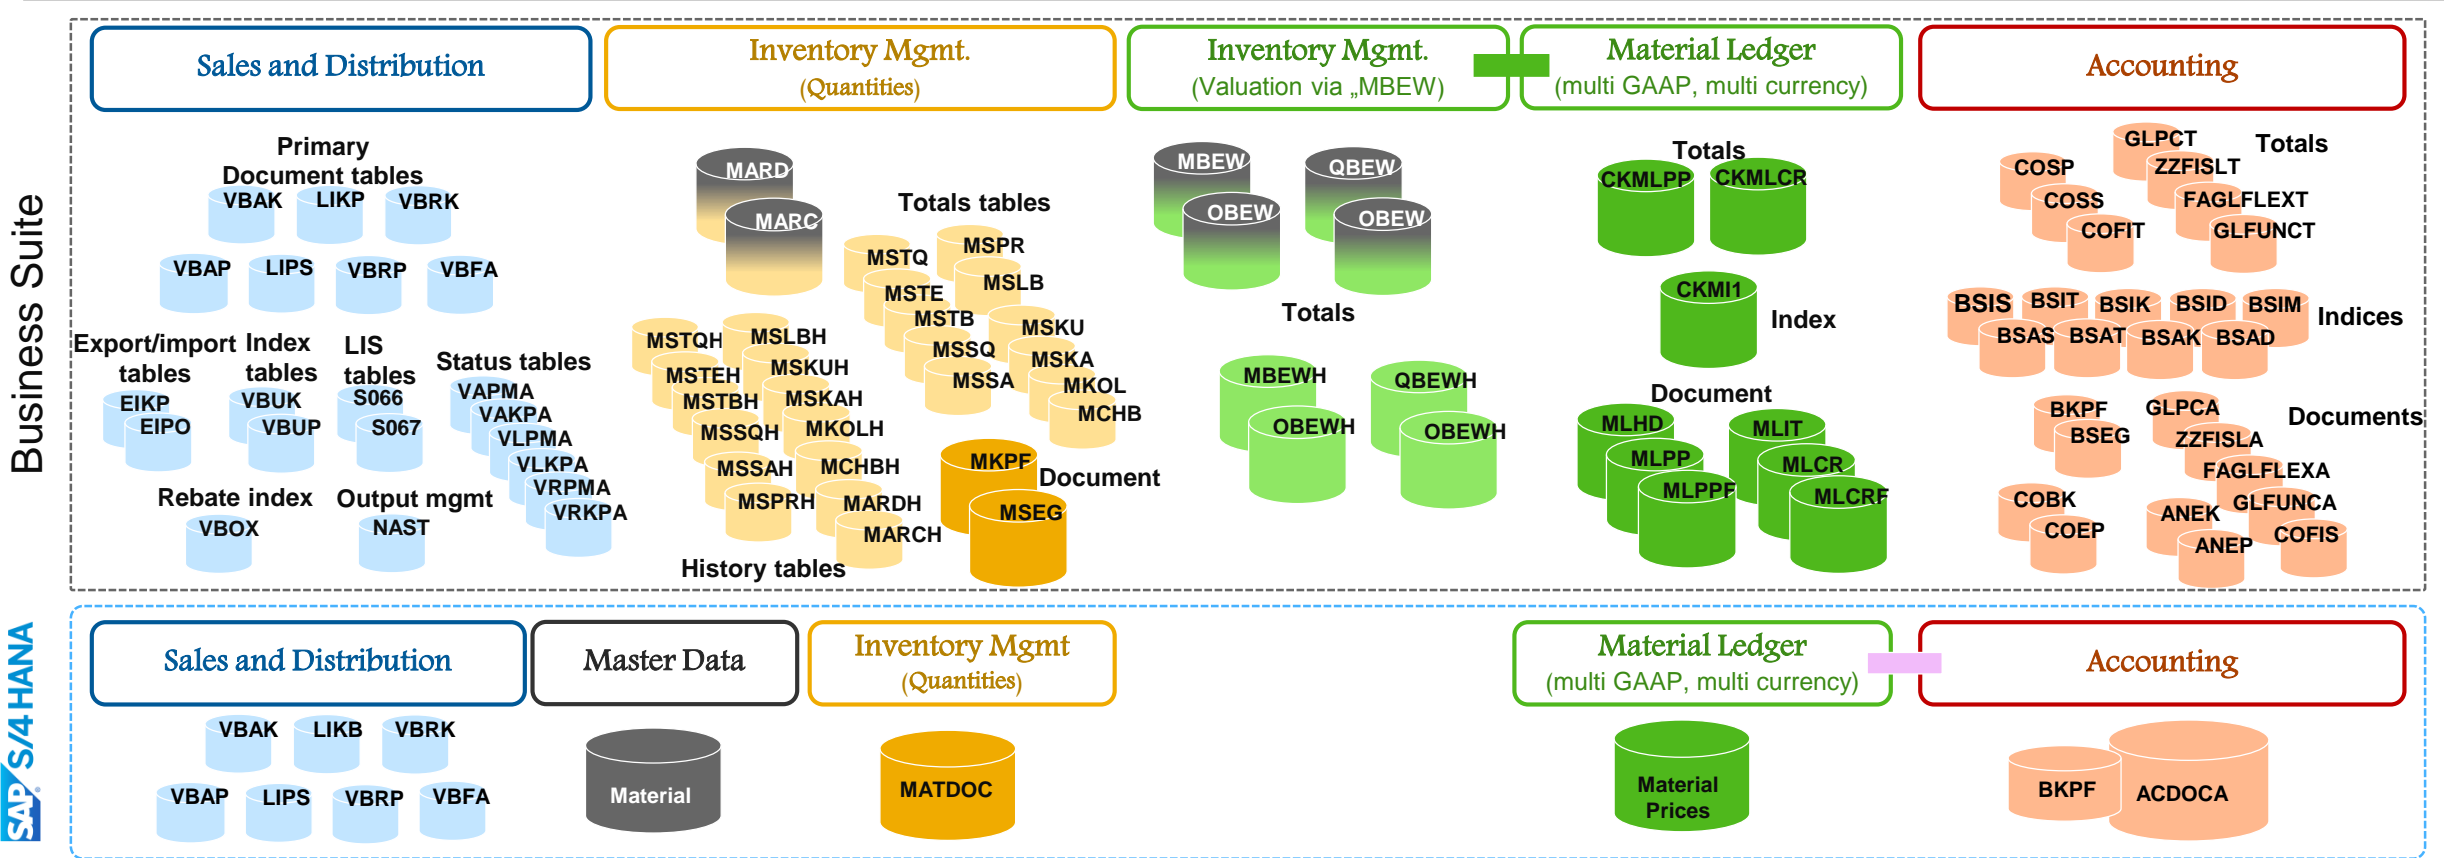 Business Suite
Sales and Distribution
Inventory Mgmt.
(Quantities)
Inventory Mgmt.
(Valuation via „MBEW)
Material Ledger
(multi GAAP, multi currency)
Accounting
Primary
Document tables
VBAK
LIKP
VBRK
VBAP
LIPS
VBRP
VBFA
Export/import
tables
EIKP
EIPO
Index
tables
VBUK
VBUP
LIS
tables
S066
S067
Status tables
VAPMA
VAKPA
VLPMA
VLKPA
VRPMA
VRKPA
Rebate index
VBOX
Output mgmt
NAST
MARD
MARC
Totals tables
MSTQ
MSTE
MSTB
MSSQ
MSSA
MSPR
MSLB
MSKU
MSKA
MKOL
MCHB
MSTQH
MSTEH
MSTBH
MSSQH
MSSAH
MSPRH
MSLBH
MSKUH
MSKAH
MKOLH
MCHBH
MARDH
MARCH
History tables
MKPF
MSEG
Document
MBEW
OBEW
QBEW
OBEW
Totals
MBEWH
OBEWH
QBEWH
OBEWH
Totals
CKMLPP
CKMLCR
CKMI1
Index
Document
MLHD
MLPP
MLPPF
MLIT
MLCR
MLCRF
GLPCT
ZZFISLT
FAGLFLEXT
GLFUNCT
Totals
COSP
COSS
COFIT
BSIS
BSIT
BSIK
BSID
BSIM
Indices
BSAS
BSAT
BSAK
BSAD
BKPF
BSEG
GLPCA
ZZFISLA
FAGLFLEXA
GLFUNCA
COFIS
Documents
COBK
COEP
ANEK
ANEP
SAP S/4HANA
Sales and Distribution
Master Data
Inventory Mgmt
(Quantities)
Material Ledger
(multi GAAP, multi currency)
Accounting
VBAK
LIKB
VBRK
VBAP
LIPS
VBRP
VBFA
Material
MATDOC
Material
Prices
BKPF
ACDOCA